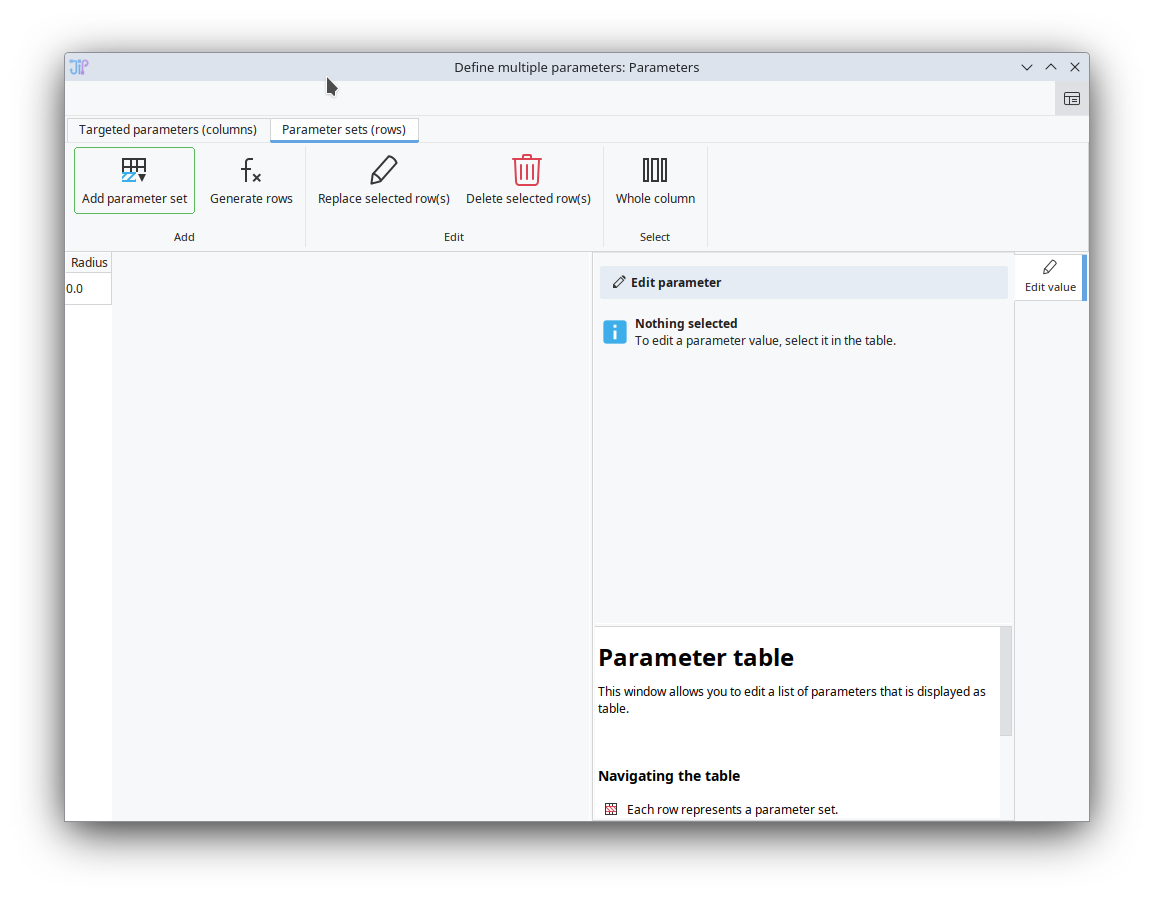 JIP
Define multiple parameters: Parameters
Targeted parameters (columns)
Parameter sets (rows)
Add parameter set
Generate rows
Replace selected row(s)
Delete selected row(s)
Whole column
Add
Edit
Select
Radius
0.0
Edit parameter
Nothing selected
To edit a parameter value, select it in the table.
Edit value
Parameter table
This window allows you to edit a list of parameters that is displayed as
table.
Navigating the table
Each row represents a parameter set.